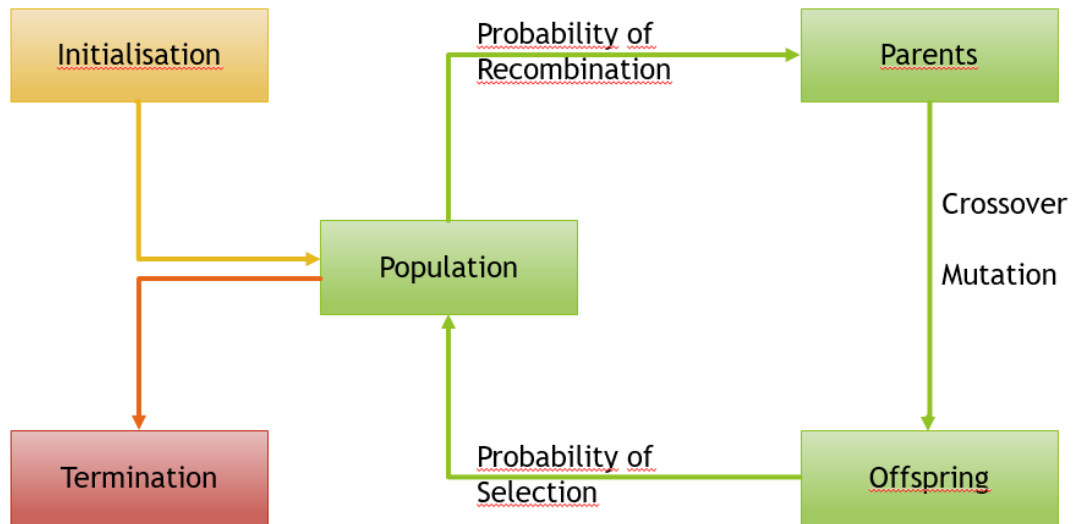 Initialisation
Probability of
Recombination
Parents
Crossover
Population
Mutation
Termination
Probability of
Selection
Offspring